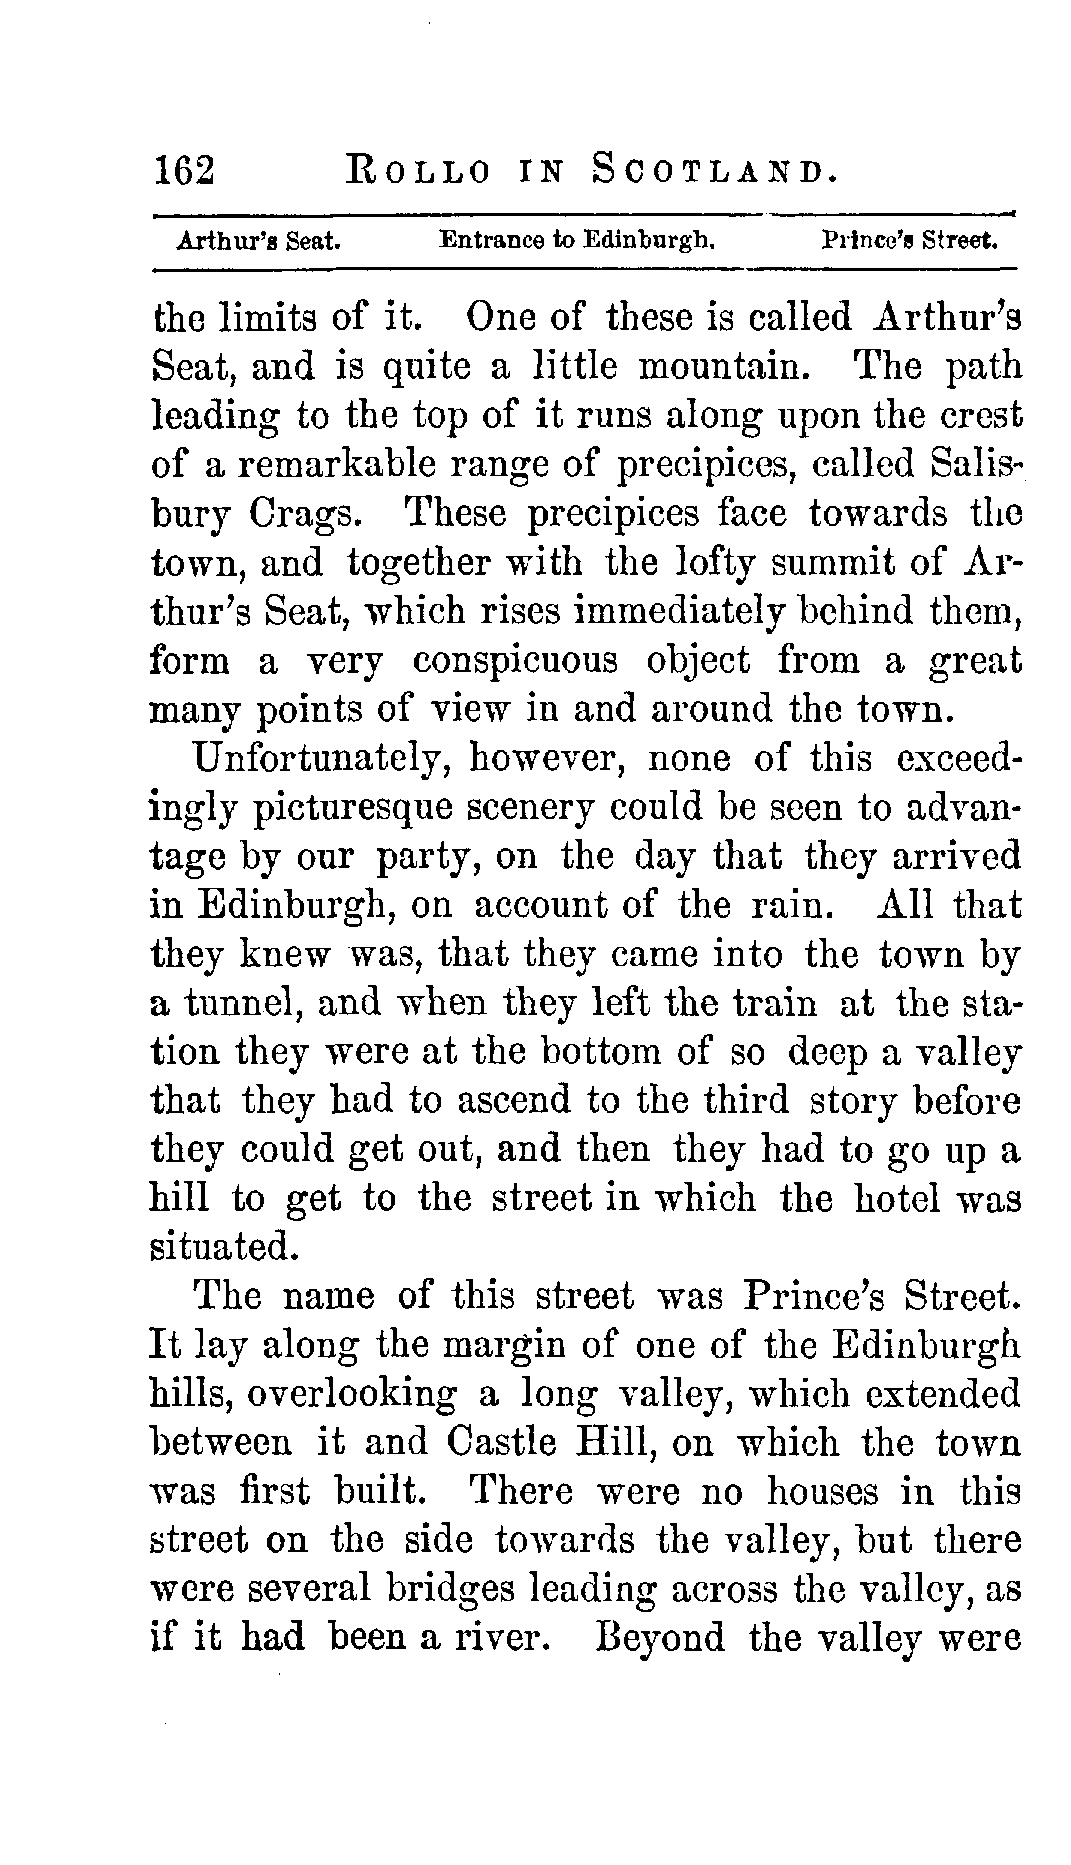 162 ROLLO IN SCOTLAND.
Arthur's Seat. Entrance to Edinburgh. Prince's Street.
the limits of it. One of these is called Arthur's
Seat, and is quite a little mountain. The path
leading to the top of it runs along upon the crest
of a remarkable range of precipices, called Salis-
bury Crags. These precipices face towards the
town, and together with the lofty summit of Ar-
thur's Seat, which rises immediately behind them,
form a very conspicuous object from a great
many points of view in and around the town.
Unfortunately, however, none of this exceed-
ingly picturesque scenery could be seen to advan-
tage by our party, on the day that they arrived
in Edinburgh, on account of the rain. All that
they knew was, that they came into the town by
a tunnel, and when they left the train at the sta-
tion they were at the bottom of so deep a valley
that they had to ascend to the third story before
they could get out, and then they had to go up a
hill to get to the street in which the hotel was
situated.
The name of this street was Prince's Street.
It lay along the margin of one of the Edinburgh
hills, overlooking a long valley, which extended
between it and Castle Hill, on which the town
was first built. There were no houses in this
street on the side towards the valley, but there
were several bridges leading across the valley, as
if it had been a river. Beyond the valley were